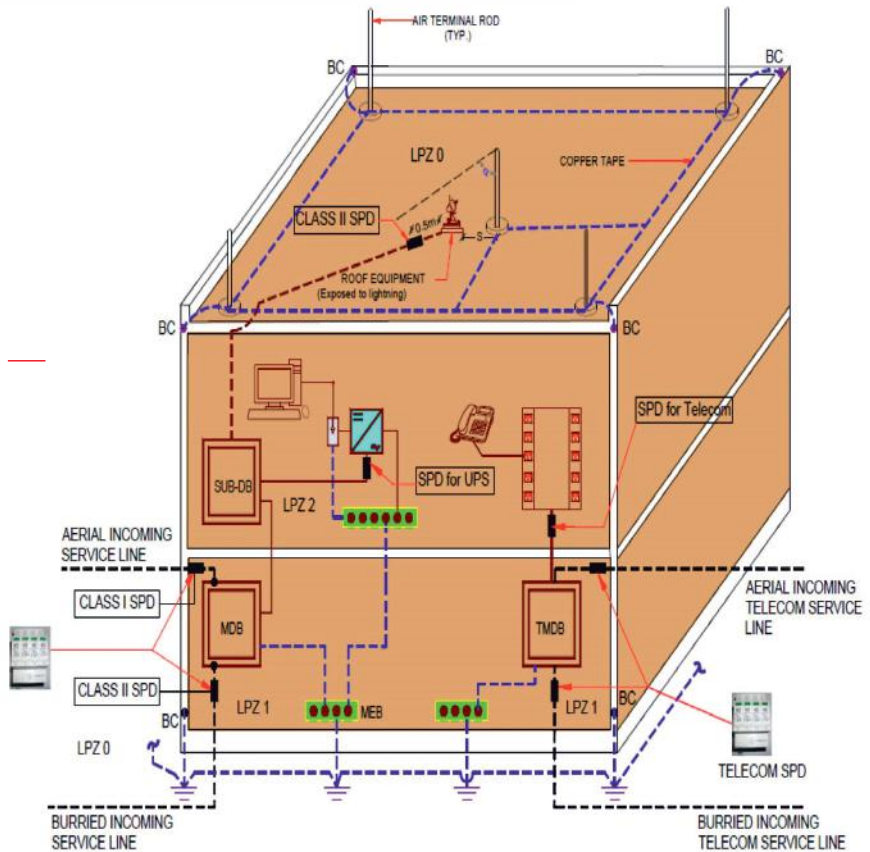 AIR TERMINAL ROD
(TYP.)
BC
BC
LPZ 0
COPPER TAPE
CLASS II SPD
0.5m
S
ROOF EQUIPMENT
(Exposed to lightning)
BC
BC
SPD for Telecom
SUB-DB
LPZ 2
SPD for UPS
AERIAL INCOMING
SERVICE LINE
AERIAL INCOMING
TELECOM SERVICE
LINE
CLASS I SPD
MDB
TMDB
CLASS II SPD
LPZ 1
MEB
LPZ 1
BC
BC
LPZ 0
TELECOM SPD
BURRIED INCOMING
SERVICE LINE
BURRIED INCOMING
TELECOM SERVICE LINE